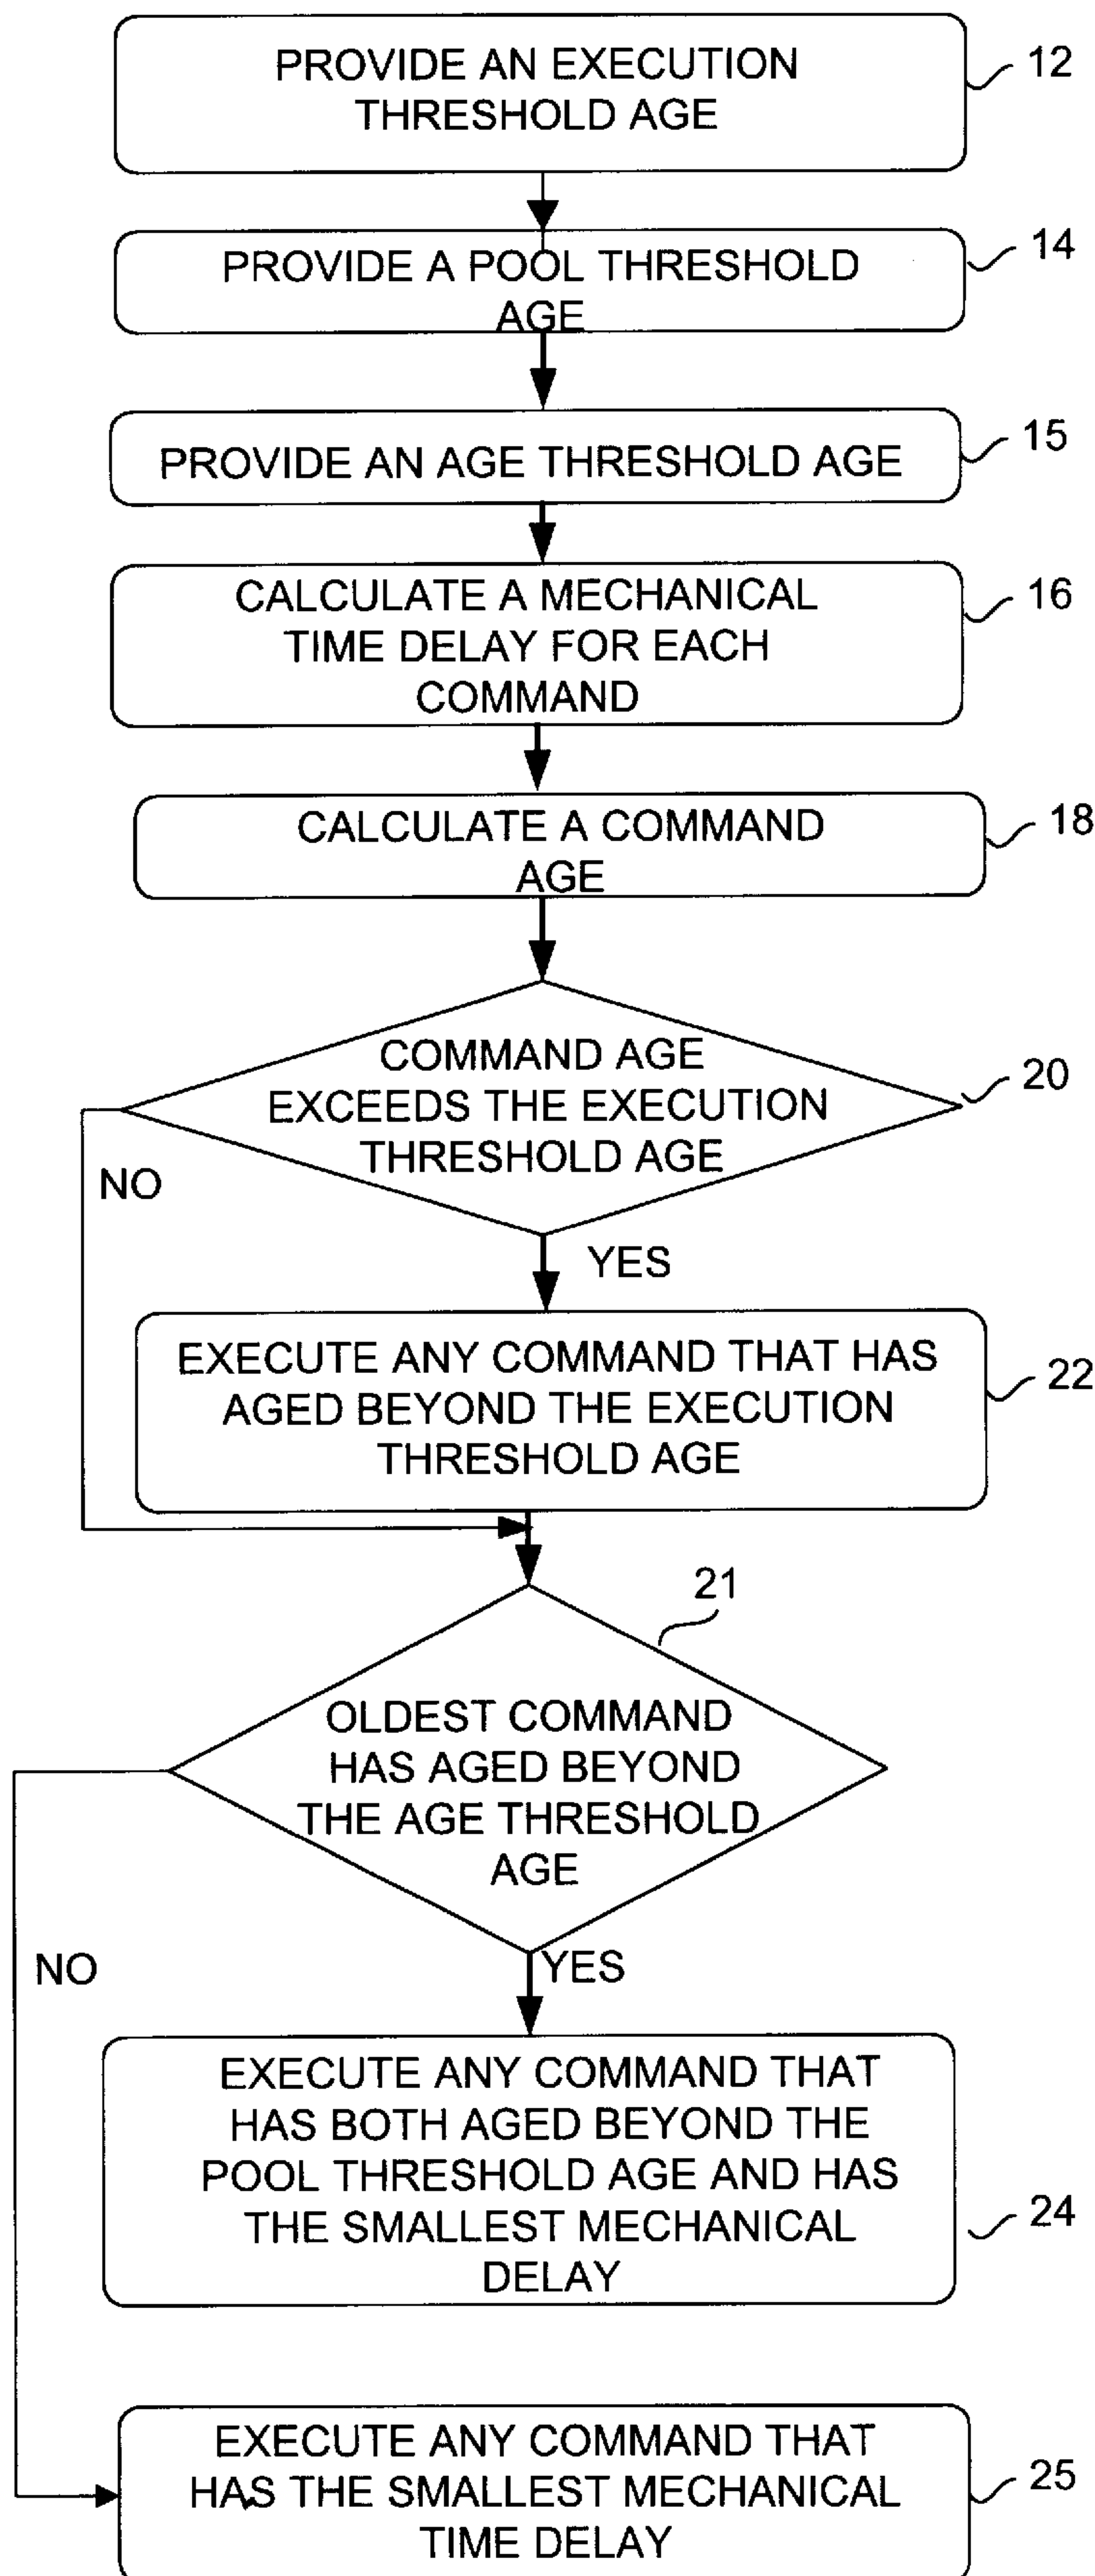 PROVIDE AN EXECUTION
THRESHOLD AGE
12
PROVIDE A POOL THRESHOLD
AGE
14
PROVIDE AN AGE THRESHOLD AGE
15
CALCULATE A MECHANICAL
TIME DELAY FOR EACH
COMMAND
16
CALCULATE A COMMAND
AGE
18
COMMAND AGE
EXCEEDS THE EXECUTION
THRESHOLD AGE
20
NO
YES
EXECUTE ANY COMMAND THAT HAS
AGED BEYOND THE EXECUTION
THRESHOLD AGE
22
21
OLDEST COMMAND
HAS AGED BEYOND
THE AGE THRESHOLD
AGE
NO
YES
EXECUTE ANY COMMAND THAT
HAS BOTH AGED BEYOND THE
POOL THRESHOLD AGE AND HAS
THE SMALLEST MECHANICAL
DELAY
24
EXECUTE ANY COMMAND THAT
HAS THE SMALLEST MECHANICAL
TIME DELAY
25